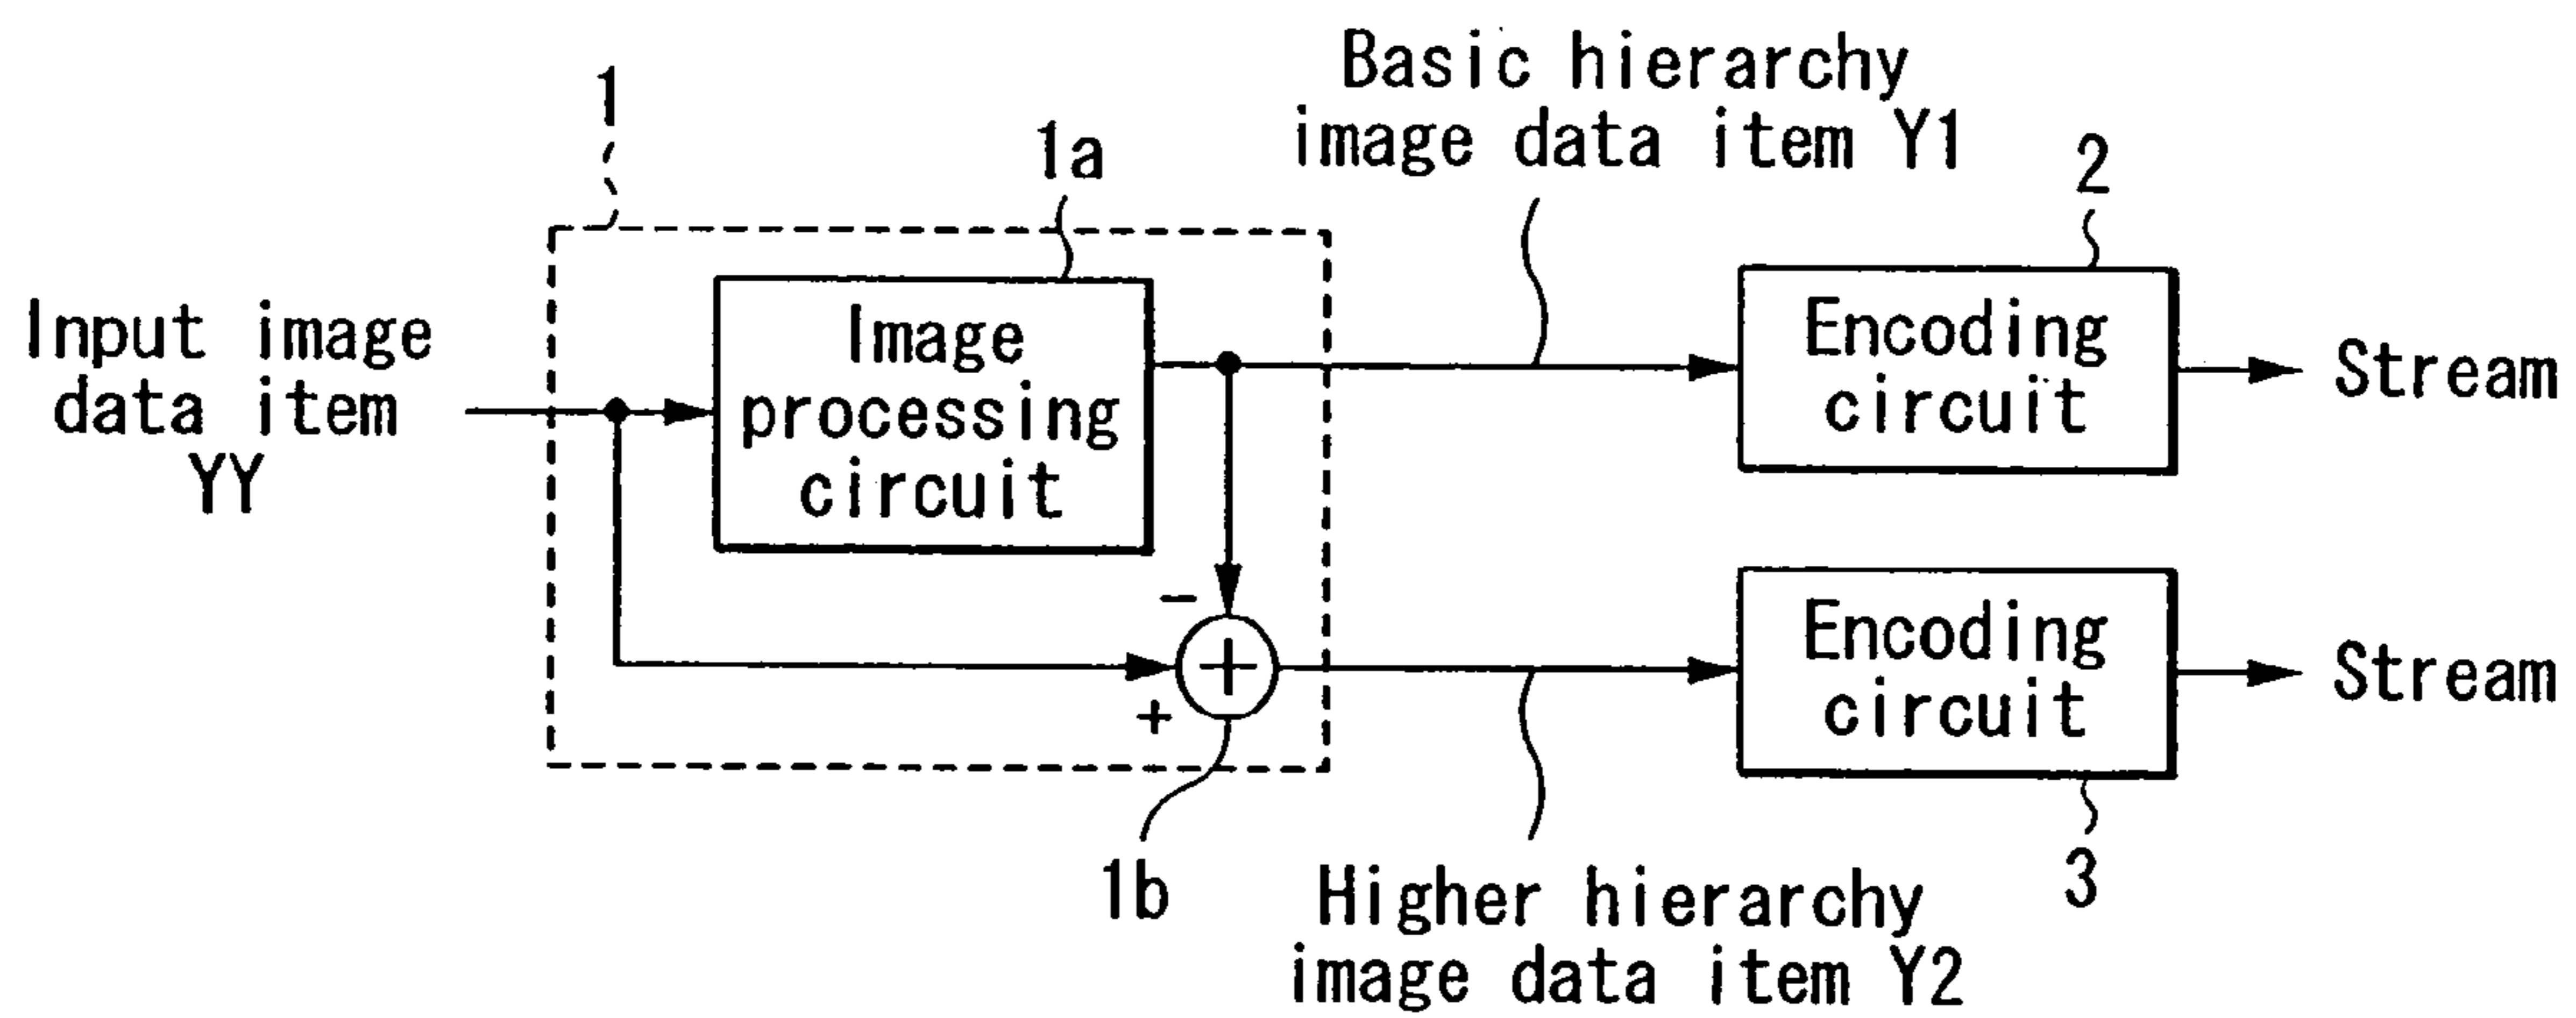 1
1a
Basic hierarchy
image data item Y1
2
Input image
data item
YY
Image
processing
circuit
Encoding
circuit
Stream
-
+
+
Encoding
circuit
Stream
1b
Higher hierarchy
image data item Y2
3